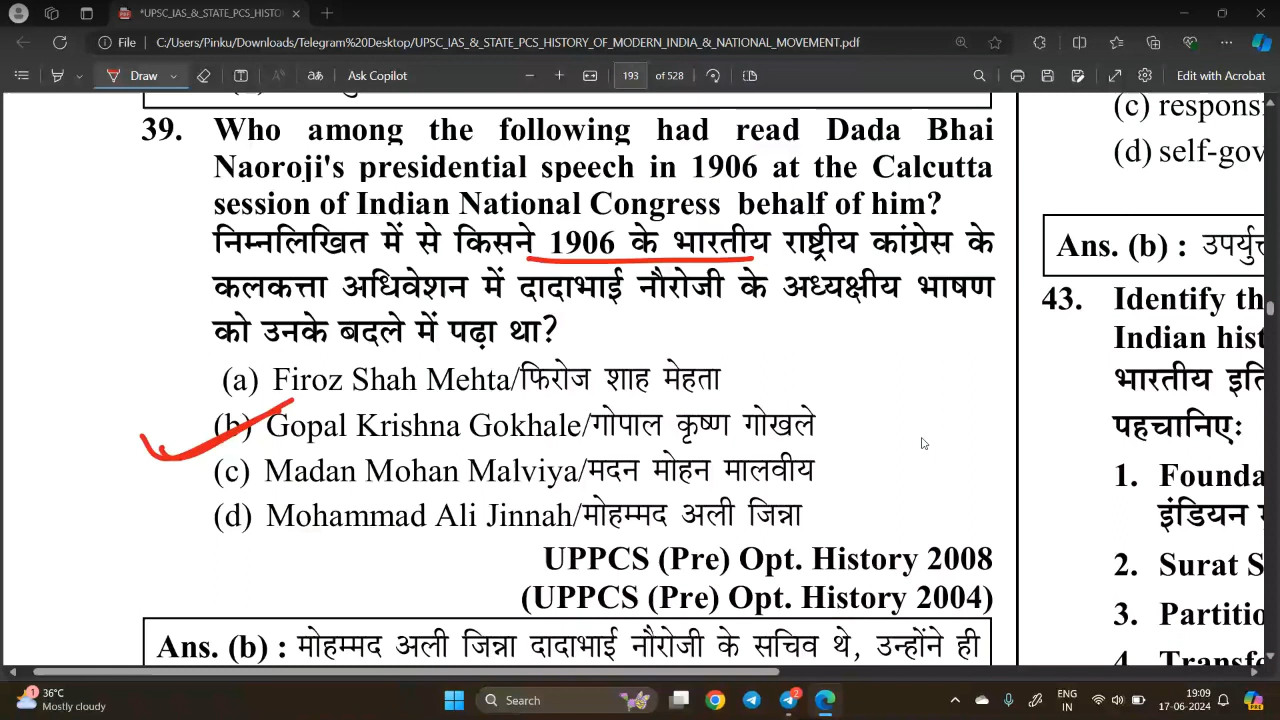 *UPSC_IAS_&_STATE_PCS_HISTORY
File C:/Users/Pinku/Downloads/Telegram%20Desktop/UPSC_IAS_&_STATE_PCS_HISTORY_OF_MODERN_INDIA_&_NATIONAL_MOVEMENT.pdf
Draw Ask Copilot 193 of 528 Edit with Acrobat
39. Who among the following had read Dada Bhai
Naoroji's presidential speech in 1906 at the Calcutta
session of Indian National Congress behalf of him?
निम्नलिखित में से किसने 1906 के भारतीय राष्ट्रीय कांग्रेस के
कलकत्ता अधिवेशन में दादाभाई नौरोजी के अध्यक्षीय भाषण
को उनके बदले में पढ़ा था?
(a) Firoz Shah Mehta/फिरोज शाह मेहता
(b) Gopal Krishna Gokhale/गोपाल कृष्ण गोखले
(c) Madan Mohan Malviya/मदन मोहन मालवीय
(d) Mohammad Ali Jinnah/मोहम्मद अली जिन्ना
UPPCS (Pre) Opt. History 2008
(UPPCS (Pre) Opt. History 2004)
Ans. (b) : मोहम्मद अली जिन्ना दादाभाई नौरोजी के सचिव थे, उन्होंने ही
(c) responsi
(d) self-gov
Ans. (b) :
43. Identify th
Indian hist
भारतीय
पहचानिए:
1. Founda
इंडियन
2. Surat S
3. Partitio
4. Transfe
36°C
Mostly cloudy
Search
ENG
IN
19:09
17-06-2024